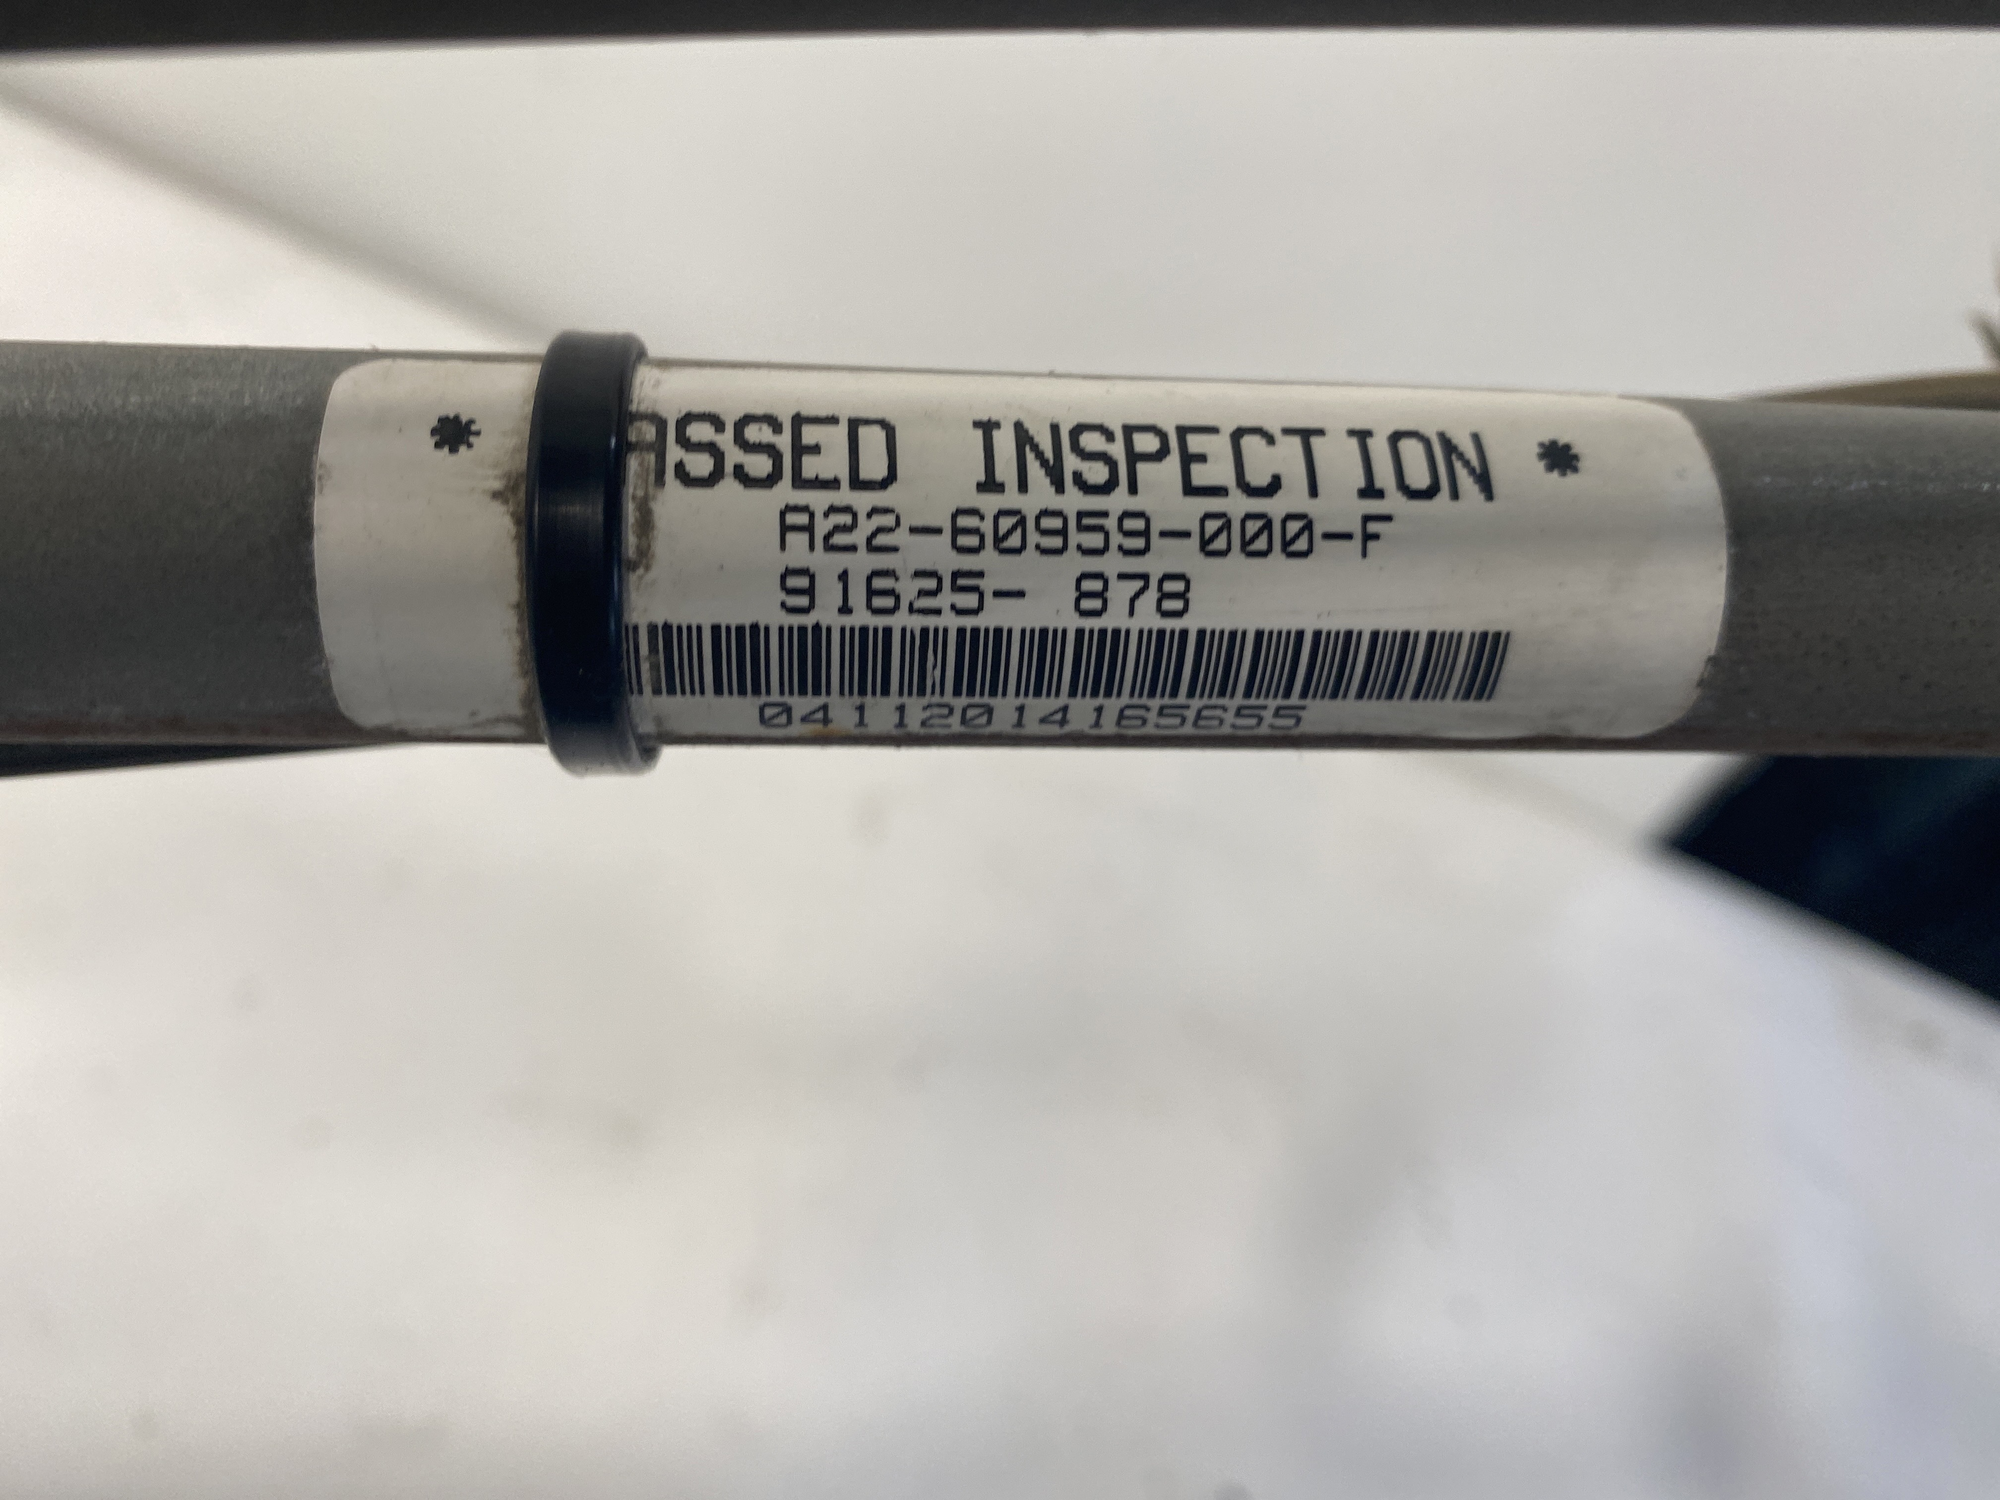 * ASSED INSPECTION *
A22-60959-000-F
91625- 878
04112014165655